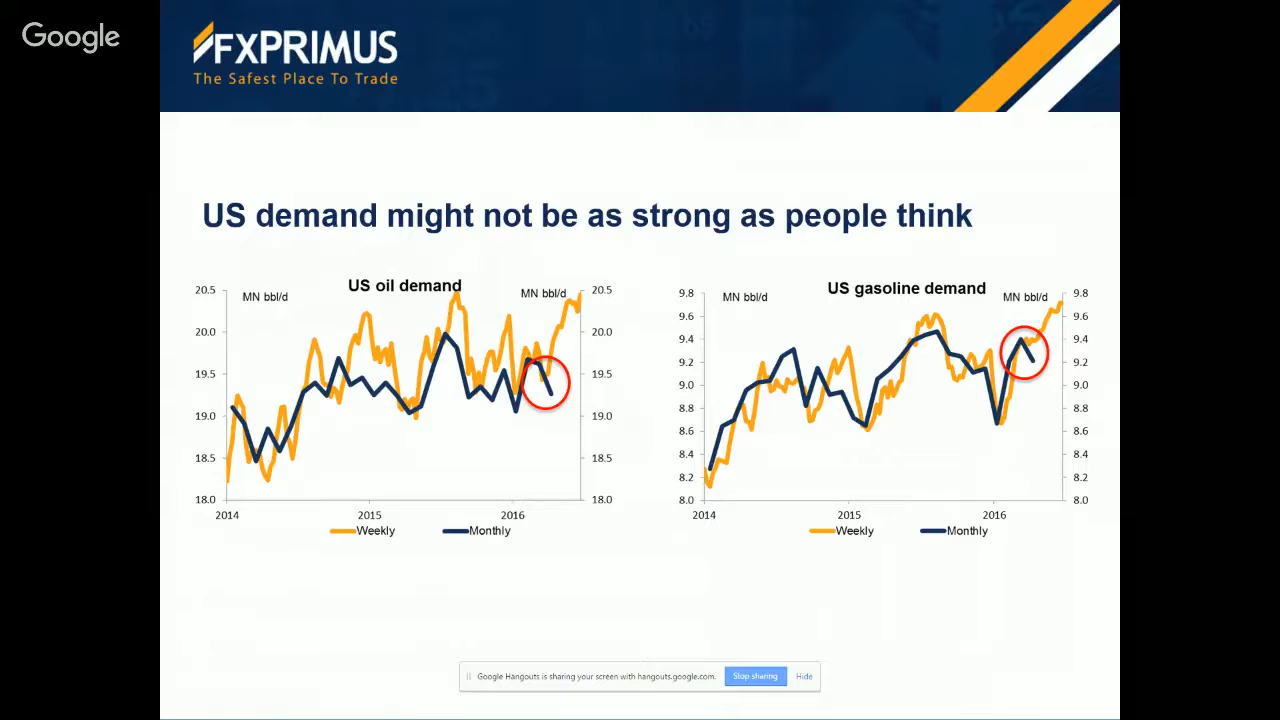 Google
FXPRIMUS
The Safest Place To Trade
US demand might not be as strong as people think
US oil demand
MN bbl/d
MN bbl/d
20.5
20.0
19.5
19.0
18.5
18.0
20.5
20.0
19.5
19.0
18.5
18.0
2014
2015
2016
Weekly
Monthly
US gasoline demand
MN bbl/d
MN bbl/d
9.8
9.6
9.4
9.2
9.0
8.8
8.6
8.4
8.2
8.0
9.8
9.6
9.4
9.2
9.0
8.8
8.6
8.4
8.2
8.0
2014
2015
2016
Weekly
Monthly
Google Hangouts is sharing your screen with hangouts.google.com.
Stop sharing
Hide